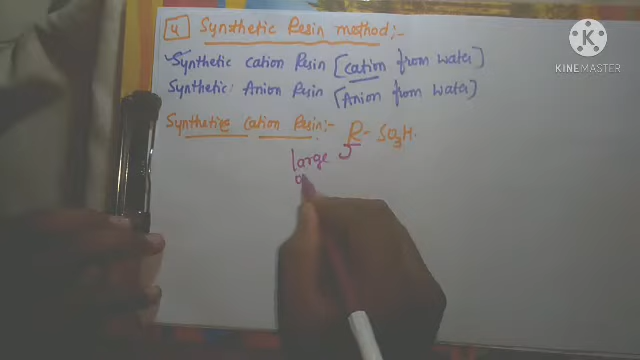 4 Synthetic Resin method:-
Synthetic cation Resin [cation from water]
Synthetic: Anion Resin [Anion from water]
Synthetic cation Resin:- R-SO3H.
large
KINEMASTER